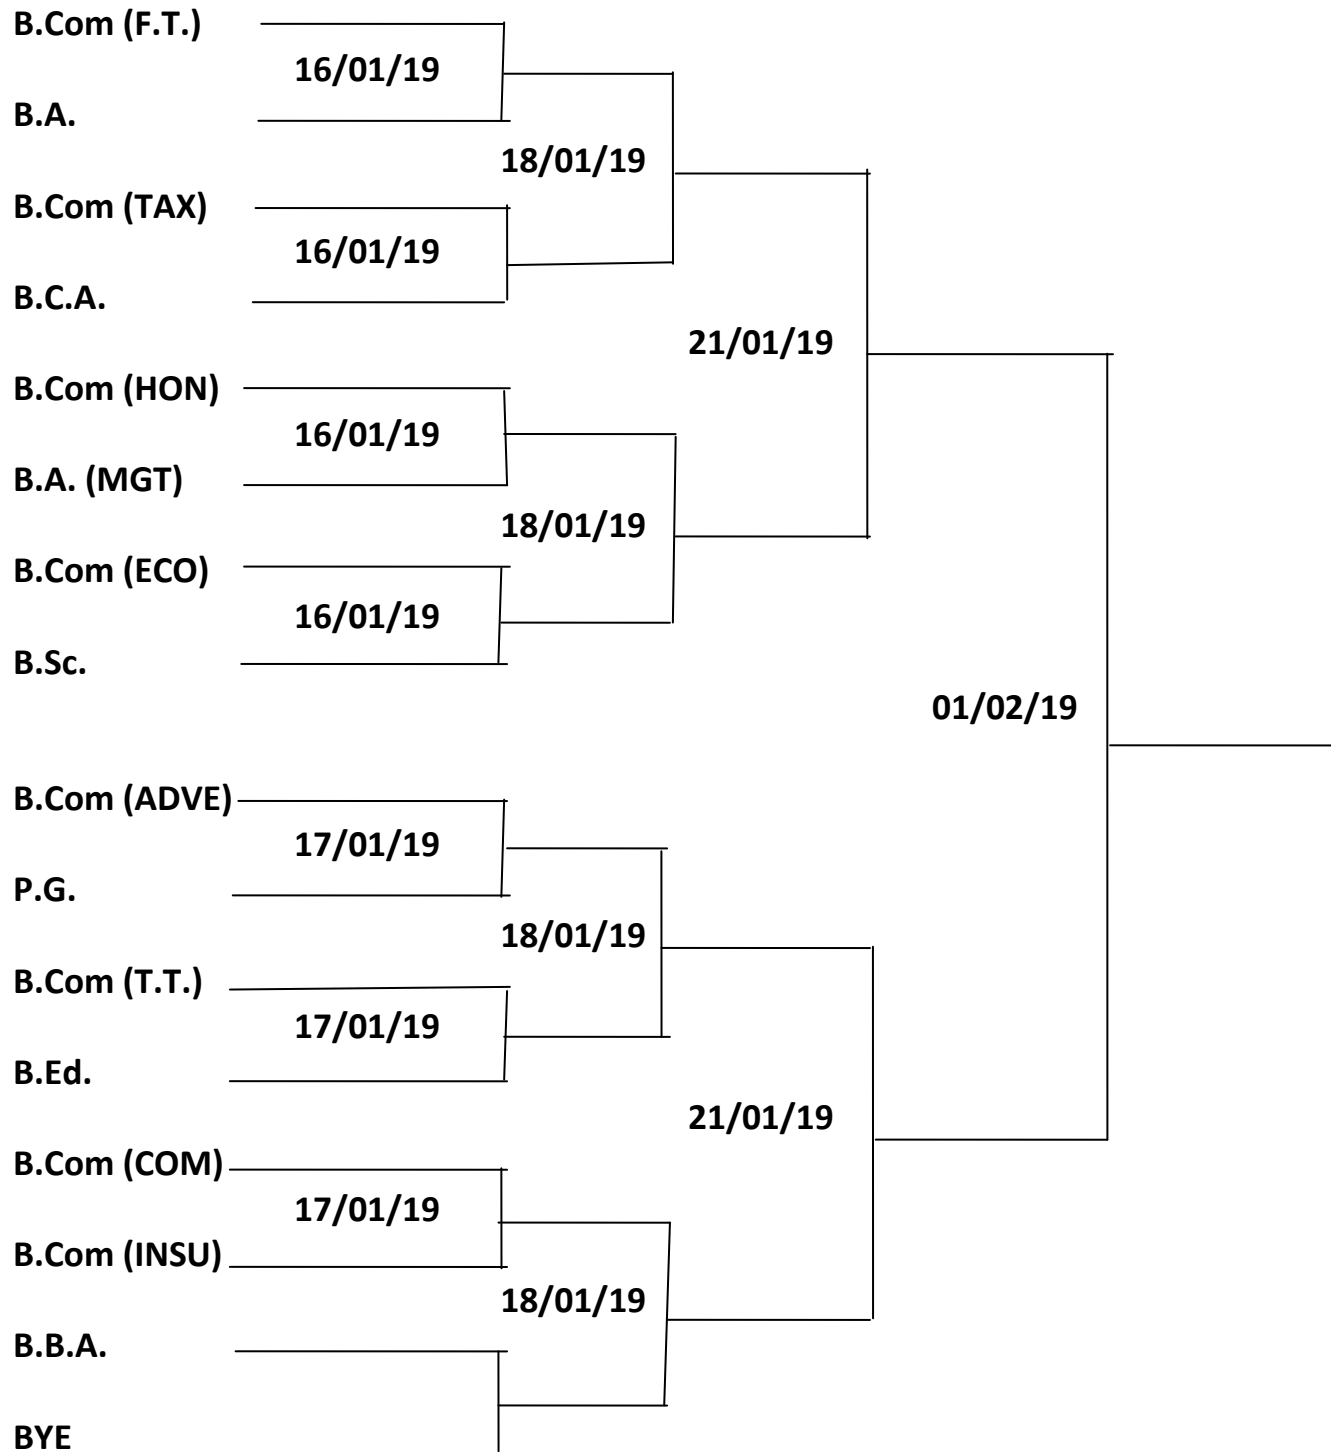 B.Com (F.T.)
16/01/19
B.A.
18/01/19
B.Com (TAX)
16/01/19
B.C.A.
21/01/19
B.Com (HON)
16/01/19
B.A. (MGT)
18/01/19
B.Com (ECO)
16/01/19
B.Sc.
01/02/19
B.Com (ADVE)
17/01/19
P.G.
18/01/19
B.Com (T.T.)
17/01/19
B.Ed.
21/01/19
B.Com (COM)
17/01/19
B.Com (INSU)
18/01/19
B.B.A.
BYE